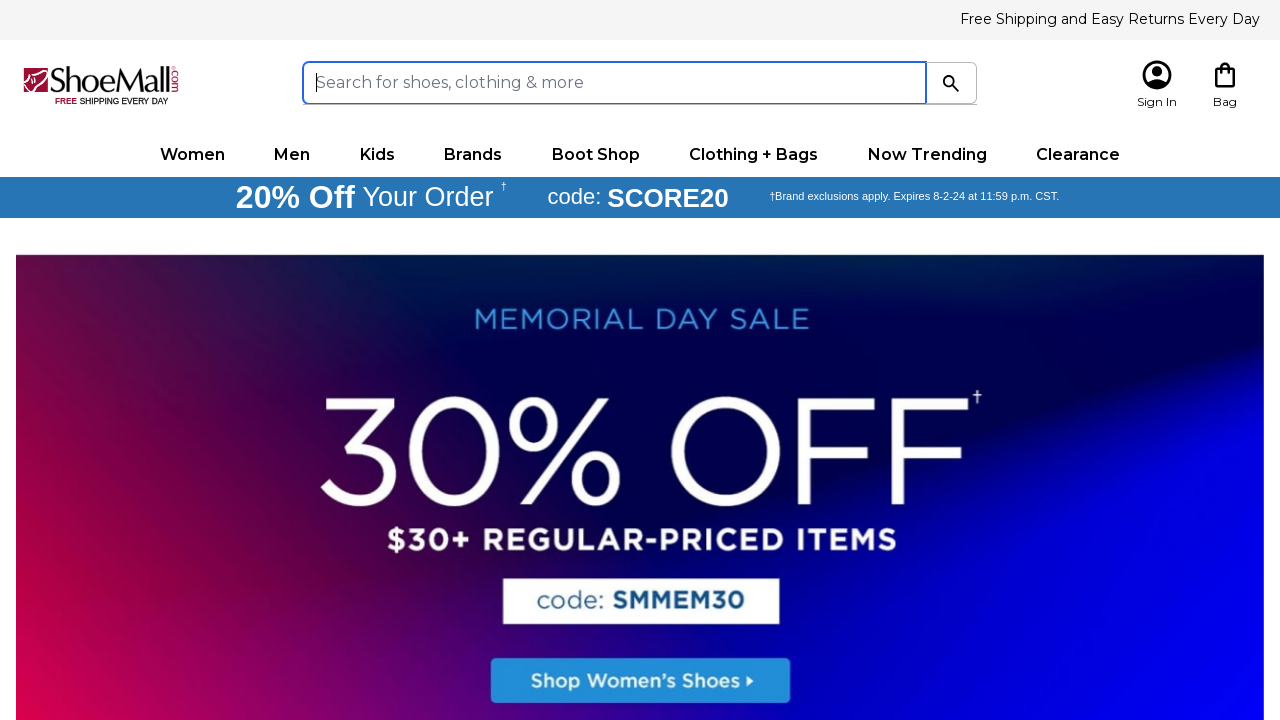 Free Shipping and Easy Returns Every Day
ShoeMall.com
FREE SHIPPING EVERY DAY
Search for shoes, clothing & more
Sign In
Bag
Women Men Kids Brands Boot Shop Clothing + Bags Now Trending Clearance
20% Off Your Order † code: SCORE20 †Brand exclusions apply. Expires 8-2-24 at 11:59 p.m. CST.
MEMORIAL DAY SALE
30% OFF†
$30+ REGULAR-PRICED ITEMS
code: SMMEM30
Shop Women's Shoes